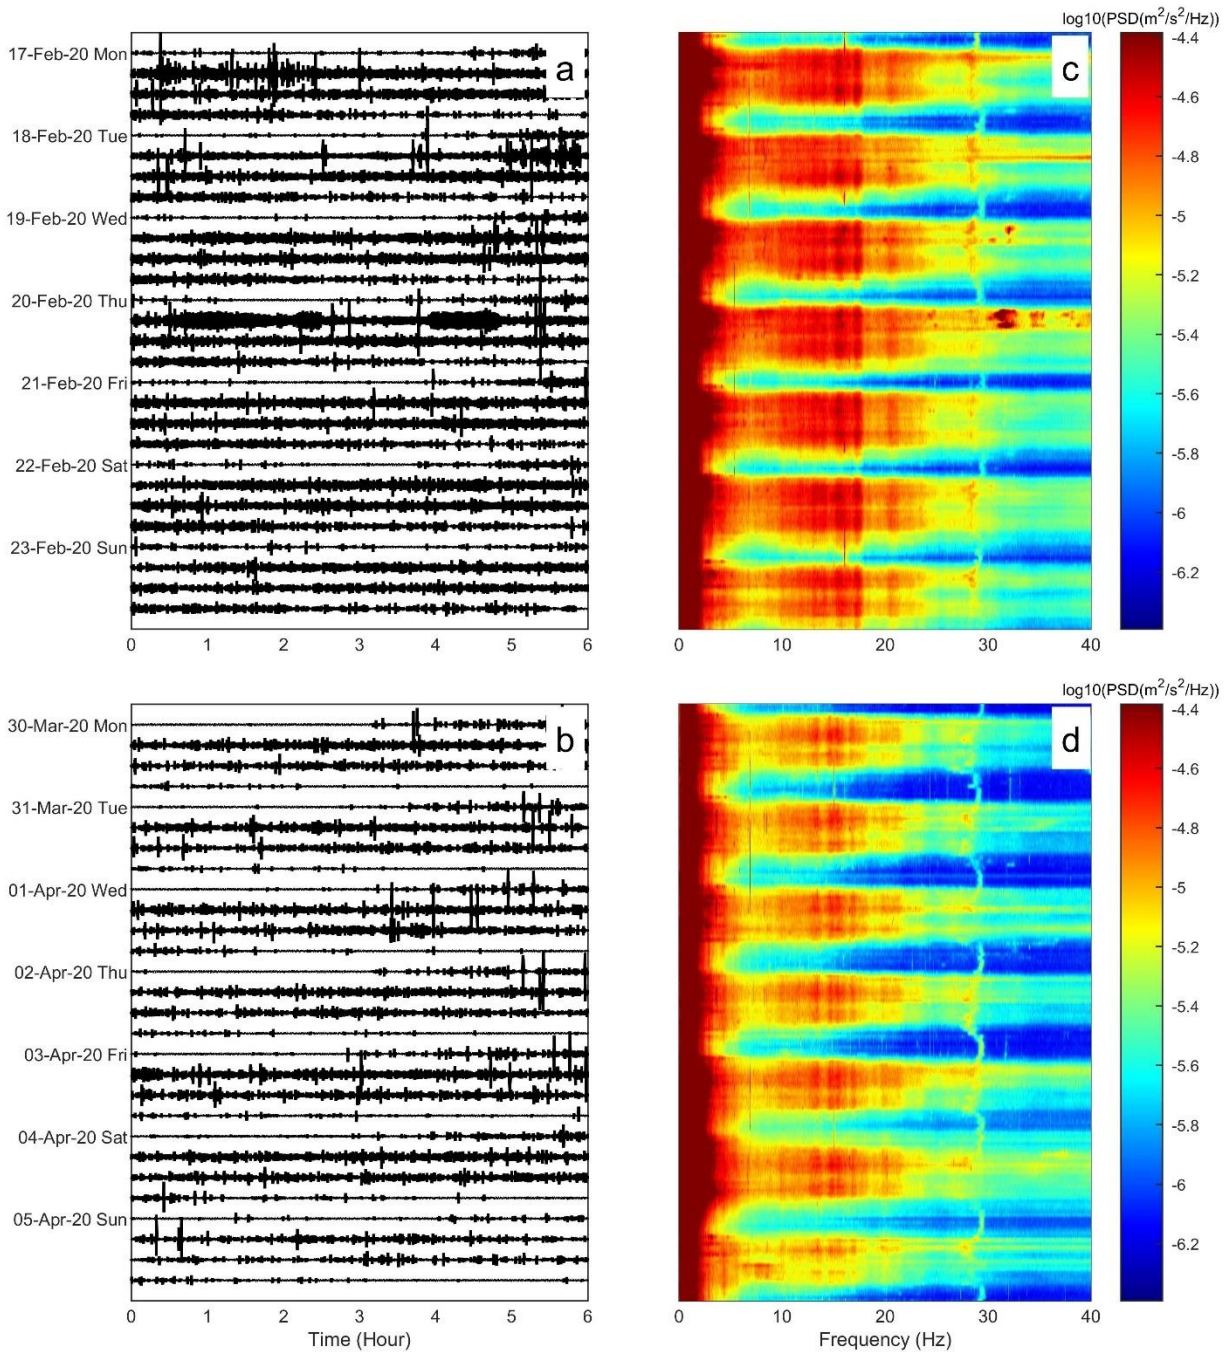 log10(PSD(m²/s²/Hz))
a
c
17-Feb-20 Mon
18-Feb-20 Tue
19-Feb-20 Wed
20-Feb-20 Thu
21-Feb-20 Fri
22-Feb-20 Sat
23-Feb-20 Sun
0 1 2 3 4 5 6
0 10 20 30 40
-4.4
-4.6
-4.8
-5
-5.2
-5.4
-5.6
-5.8
-6
-6.2
log10(PSD(m²/s²/Hz))
b
d
30-Mar-20 Mon
31-Mar-20 Tue
01-Apr-20 Wed
02-Apr-20 Thu
03-Apr-20 Fri
04-Apr-20 Sat
05-Apr-20 Sun
0 1 2 3 4 5 6
Time (Hour)
0 10 20 30 40
Frequency (Hz)
-4.4
-4.6
-4.8
-5
-5.2
-5.4
-5.6
-5.8
-6
-6.2